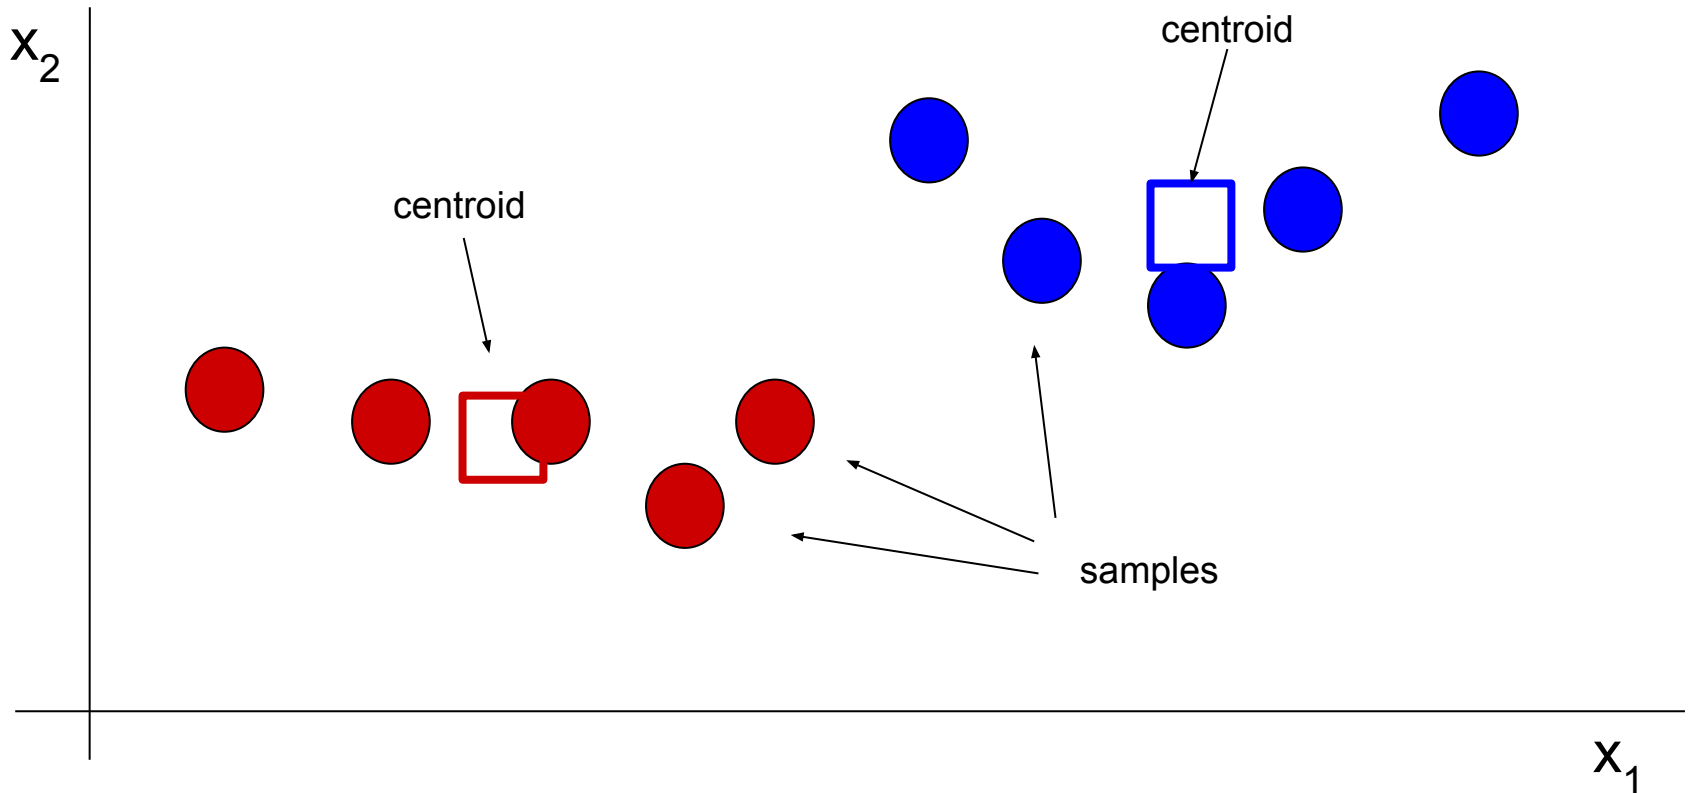 centroid
x₂
centroid
samples
x₁